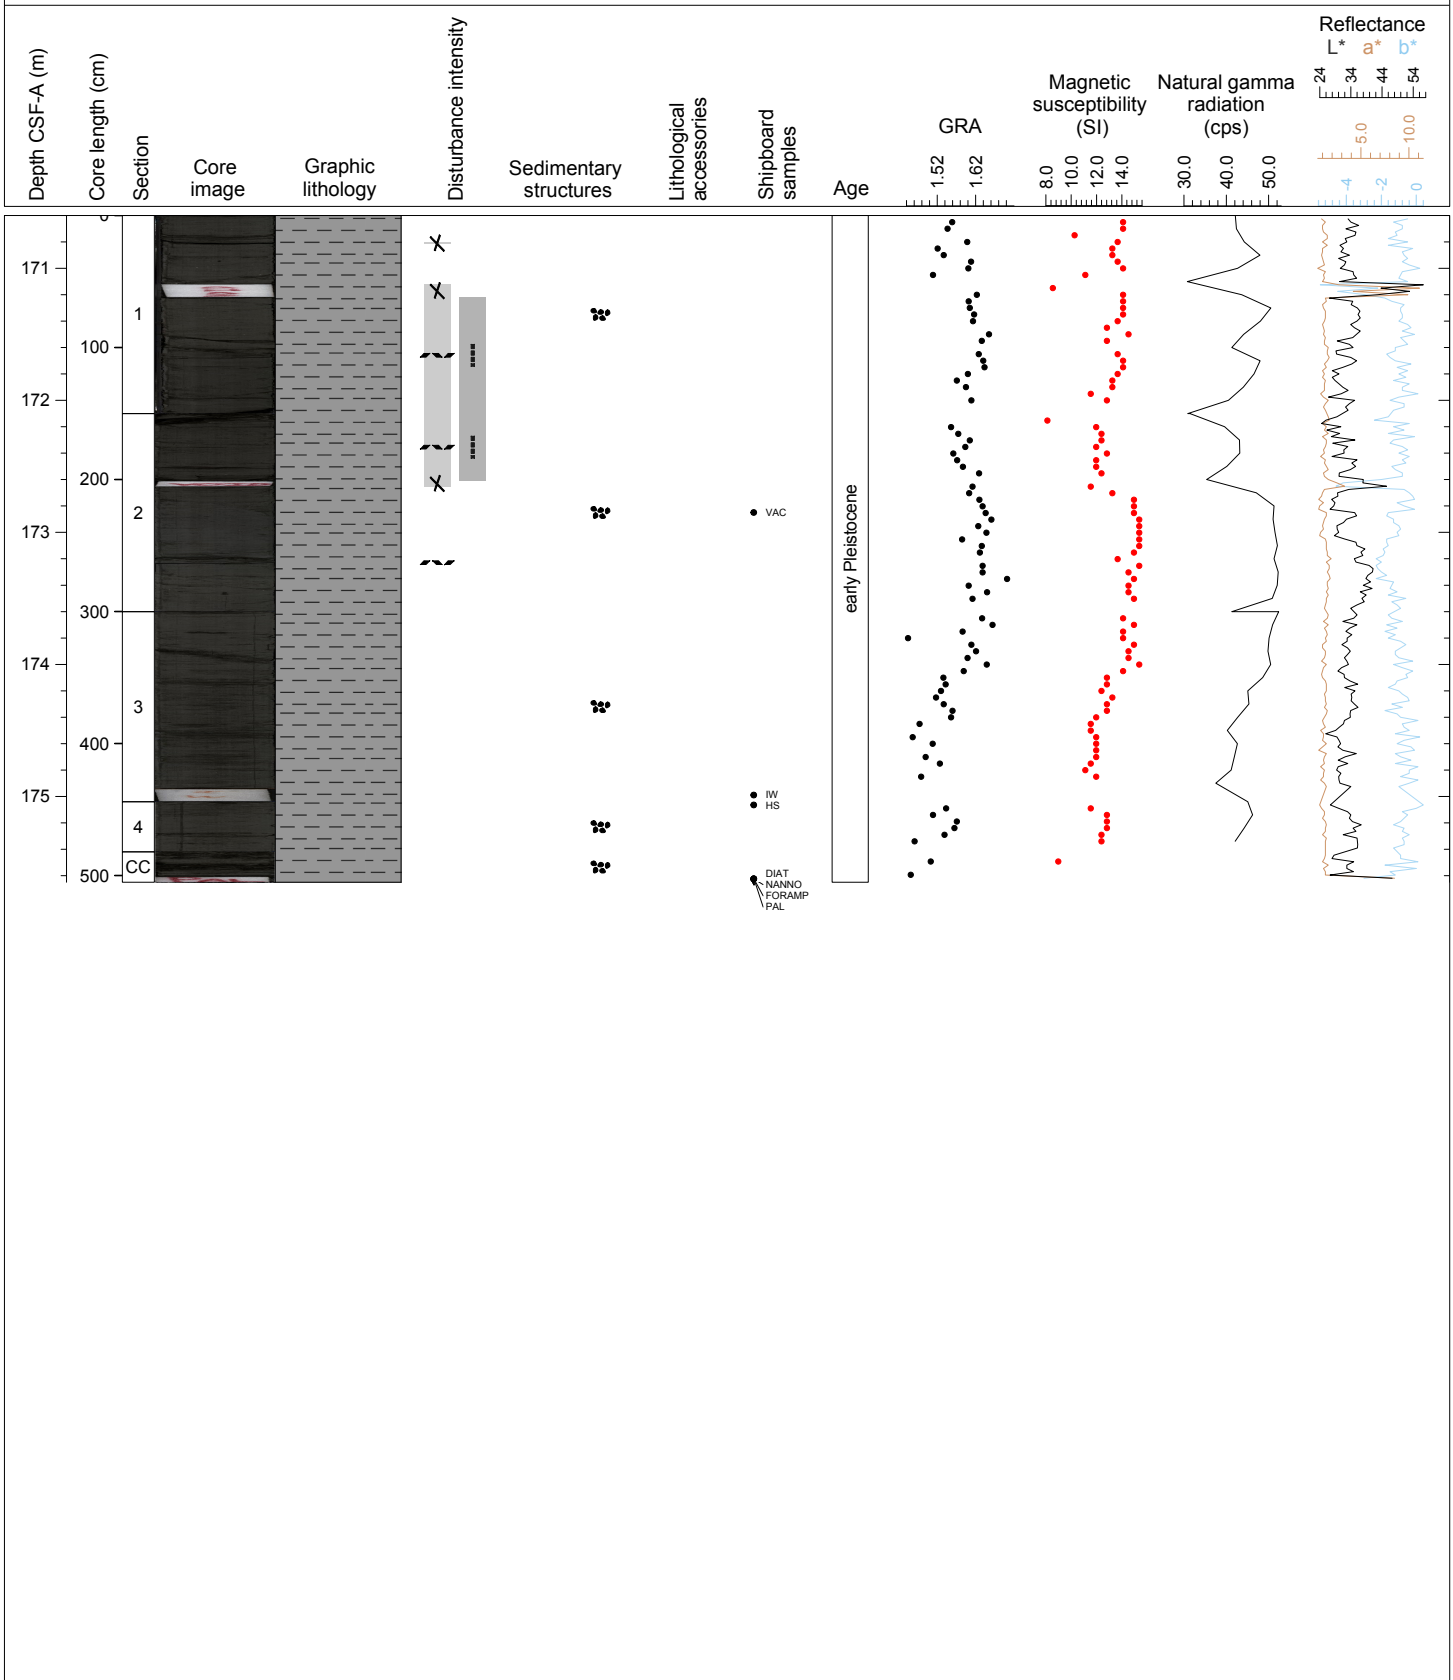 Depth CSF-A (m)
Core length (cm)
Section
Core
image
Graphic
lithology
Disturbance intensity
Sedimentary
structures
Lithological
accessories
Shipboard
samples
Age
GRA
1.52
1.62
Magnetic
susceptibility
(SI)
8.0
10.0
12.0
14.0
Natural gamma
radiation
(cps)
30.0
40.0
50.0
Reflectance
L* a* b*
24
34
44
54
5.0
10.0
-4
-2
0
0
171
1
100
172
200
2
VAC
173
early Pleistocene
300
174
3
400
175
IW
HS
4
CC
500
DIAT
NANNO
FORAMP
PAL